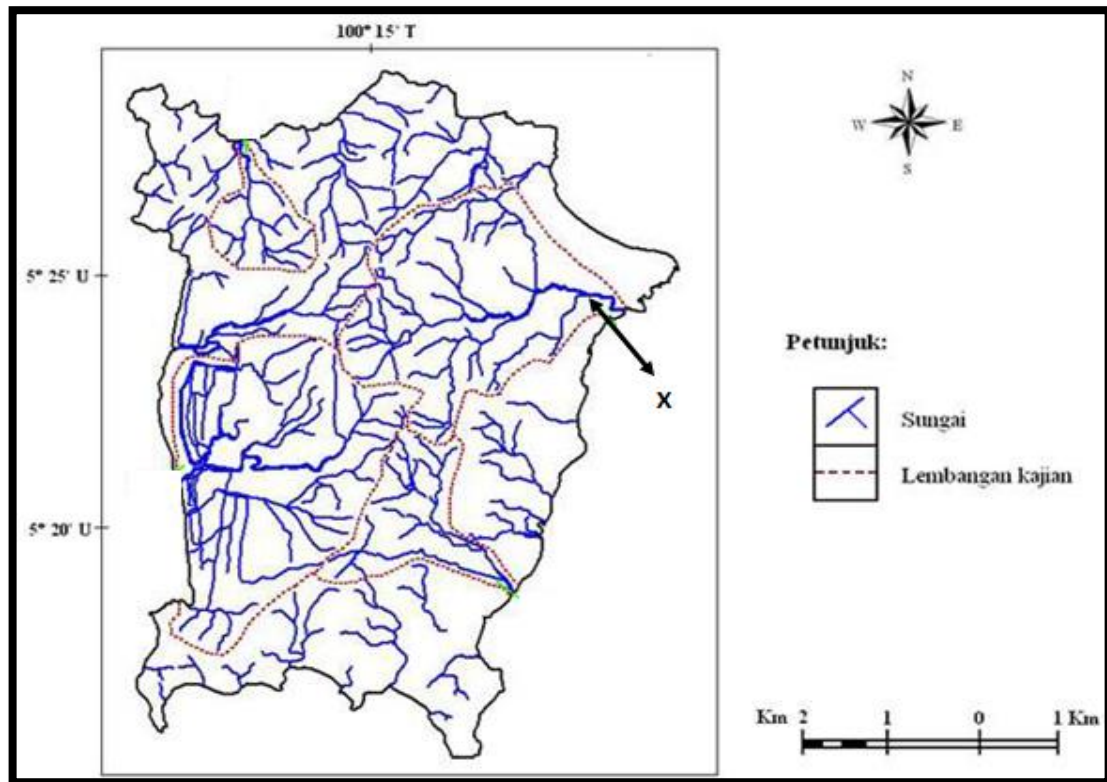 100° 15' T
N
W E
S
5° 25' U
Petunjuk:
X
Sungai
Lembangan kajian
5° 20' U
Km 2 1 0 1 Km